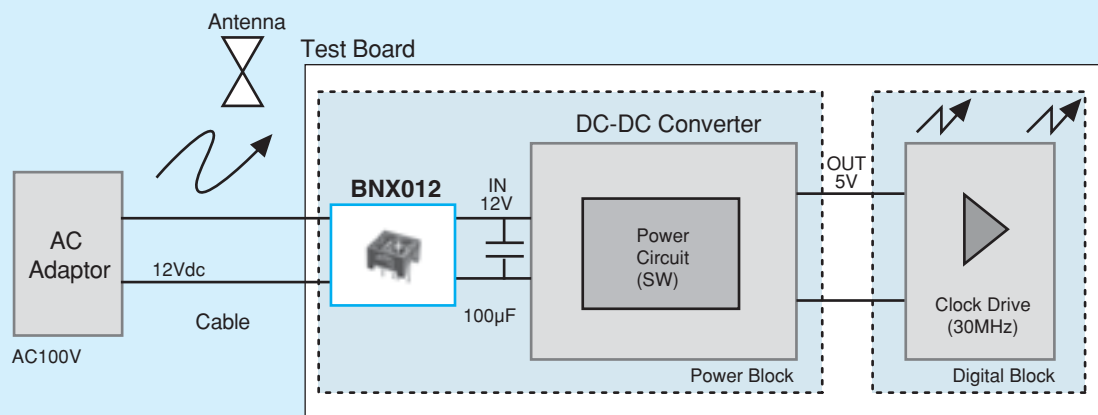 Antenna
Test Board
DC-DC Converter
BNX012
IN
12V
OUT
5V
AC
Adaptor
12Vdc
Cable
AC100V
100µF
Power
Circuit
(SW)
Clock Drive
(30MHz)
Power Block
Digital Block